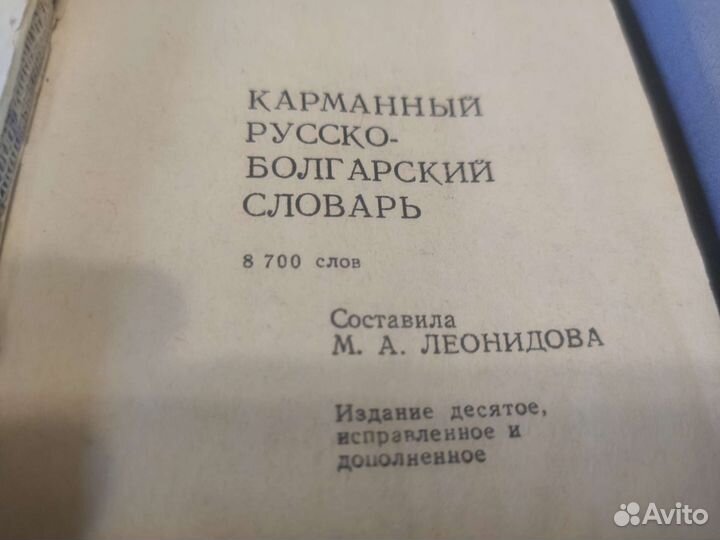 КАРМАННЫЙ
РУССКО-
БОЛГАРСКИЙ
СЛОВАРЬ
8 700 слов
Составила
М. А. ЛЕОНИДОВА
Издание десятое,
исправленное и
дополненное
Avito